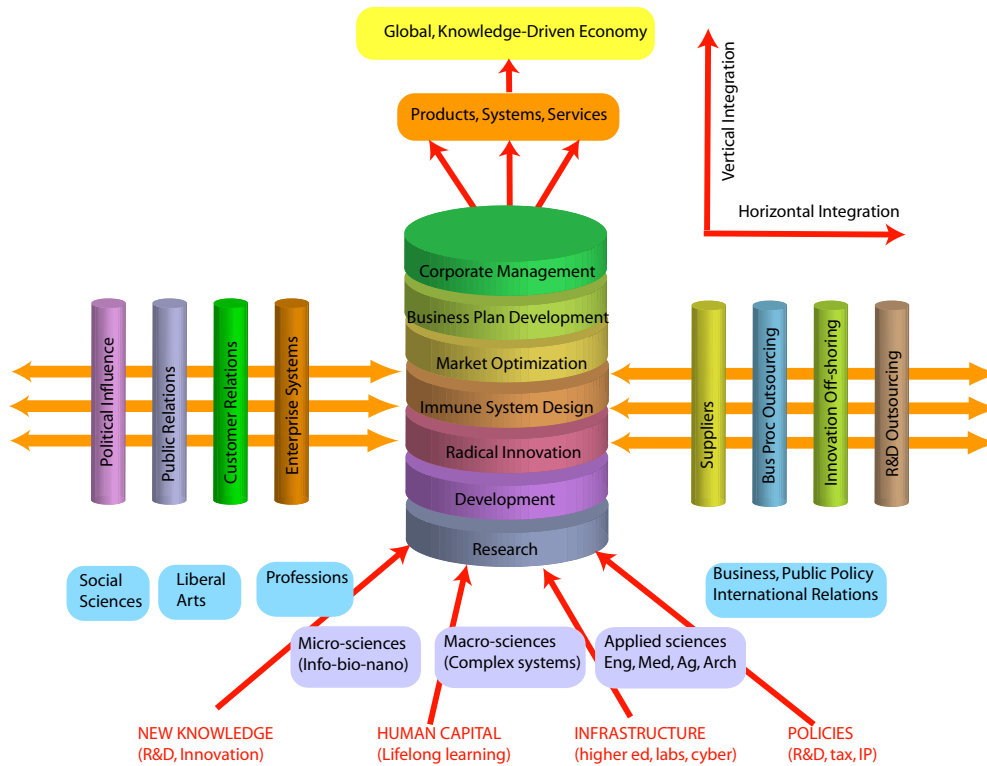 Global, Knowledge-Driven Economy
Products, Systems, Services
Vertical Integration
Horizontal Integration
Corporate Management
Business Plan Development
Market Optimization
Immune System Design
Radical Innovation
Development
Research
Political Influence
Public Relations
Customer Relations
Enterprise Systems
Suppliers
Bus Proc Outsourcing
Innovation Off-shoring
R&D Outsourcing
Social
Sciences
Liberal
Arts
Professions
Business, Public Policy
International Relations
Micro-sciences
(Info-bio-nano)
Macro-sciences
(Complex systems)
Applied sciences
Eng, Med, Ag, Arch
NEW KNOWLEDGE
(R&D, Innovation)
HUMAN CAPITAL
(Lifelong learning)
INFRASTRUCTURE
(higher ed, labs, cyber)
POLICIES
(R&D, tax, IP)